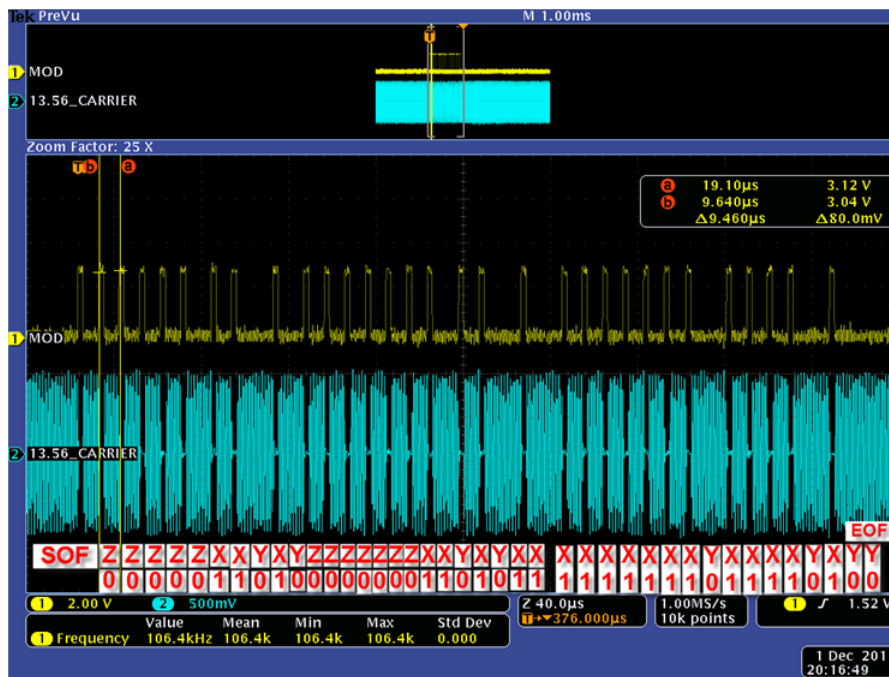 Tek PreVu M 1.00ms
T
1 MOD
2 13.56_CARRIER
Zoom Factor: 25 X
T b a
a 19.10µs 3.12 V
b 9.640µs 3.04 V
Δ9.460µs Δ80.0mV
1 MOD
2 13.56_CARRIER
EOF
SOF Z Z Z Z Z X X Y X Y Z Z Z Z Z Z X X Y X Y X X X X X X X X X Y X X X X Y X Y Y
0 0 0 0 0 1 1 0 1 0 0 0 0 0 0 0 1 1 0 1 0 1 1 1 1 1 1 1 1 1 0 1 1 1 1 0 1 0 0
1 2.00 V 2 500mV Z 40.0µs 1.00MS/s 1 1.52 V
T 376.000µs 10k points
Value Mean Min Max Std Dev
1 Frequency 106.4kHz 106.4k 106.4k 106.4k 0.000
1 Dec 201
20:16:49